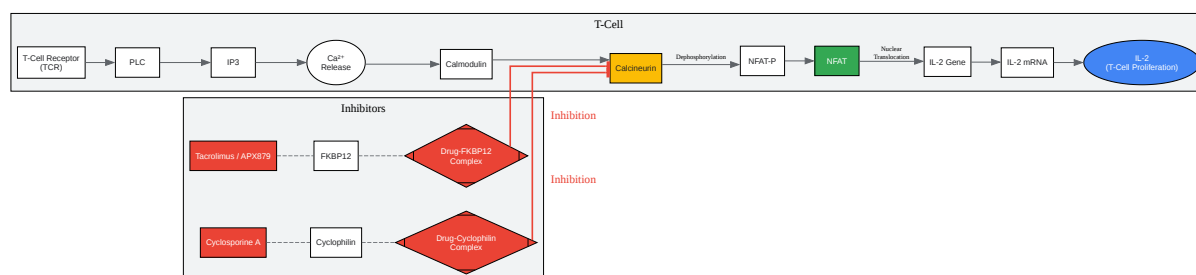 T-Cell
T-Cell Receptor
(TCR)
PLC
IP3
Ca²⁺
Release
Calmodulin
Calcineurin
Dephosphorylation
NFAT-P
NFAT
Nuclear
Translocation
IL-2 Gene
IL-2 mRNA
IL-2
(T-Cell Proliferation)
Inhibitors
Inhibition
Tacrolimus / APX879
FKBP12
Drug-FKBP12
Complex
Inhibition
Cyclosporine A
Cyclophilin
Drug-Cyclophilin
Complex